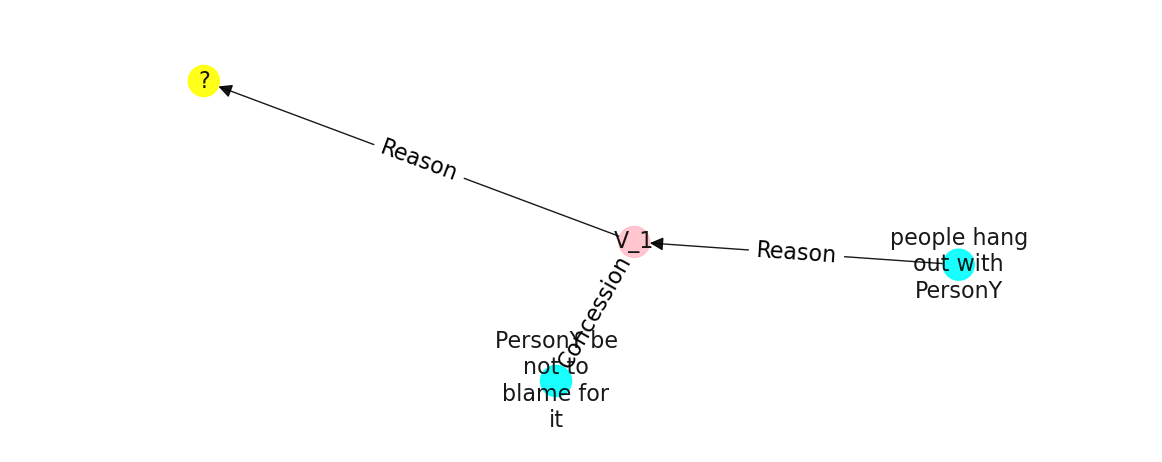 ?
Reason
V_1
Reason
people hang
out with
PersonY
Concession
PersonY be
not to
blame for
it